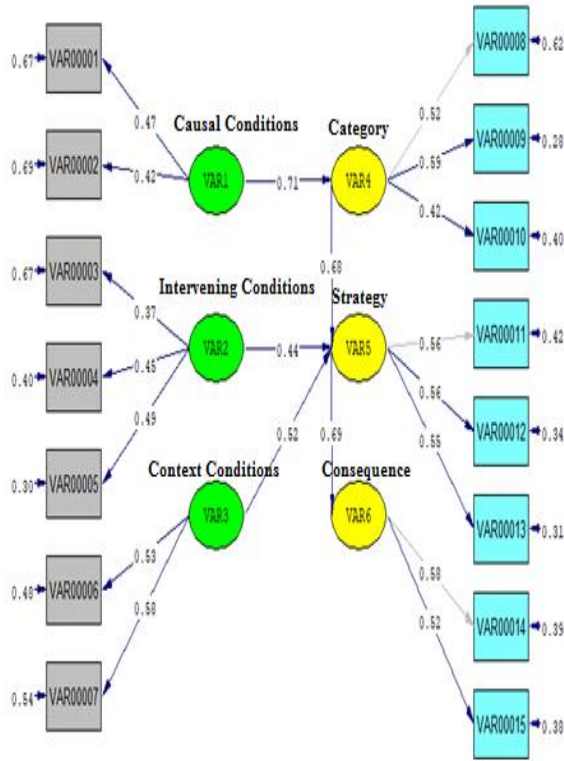 VAR00001
0.67
VAR00008
0.62
0.47
0.52
Causal Conditions
Category
VAR00009
0.28
VAR00002
0.69
0.42
VAR1
0.71
VAR4
0.59
0.42
VAR00010
0.40
VAR00003
0.67
0.37
0.68
Intervening Conditions
Strategy
VAR00011
0.42
VAR2
0.44
VAR5
0.56
VAR00004
0.40
0.45
0.56
VAR00012
0.34
0.49
0.52
0.69
0.55
Context Conditions
Consequence
VAR00005
0.30
VAR3
VAR6
VAR00013
0.31
0.53
0.58
VAR00006
0.48
0.58
0.52
VAR00014
0.39
VAR00007
0.54
VAR00015
0.38